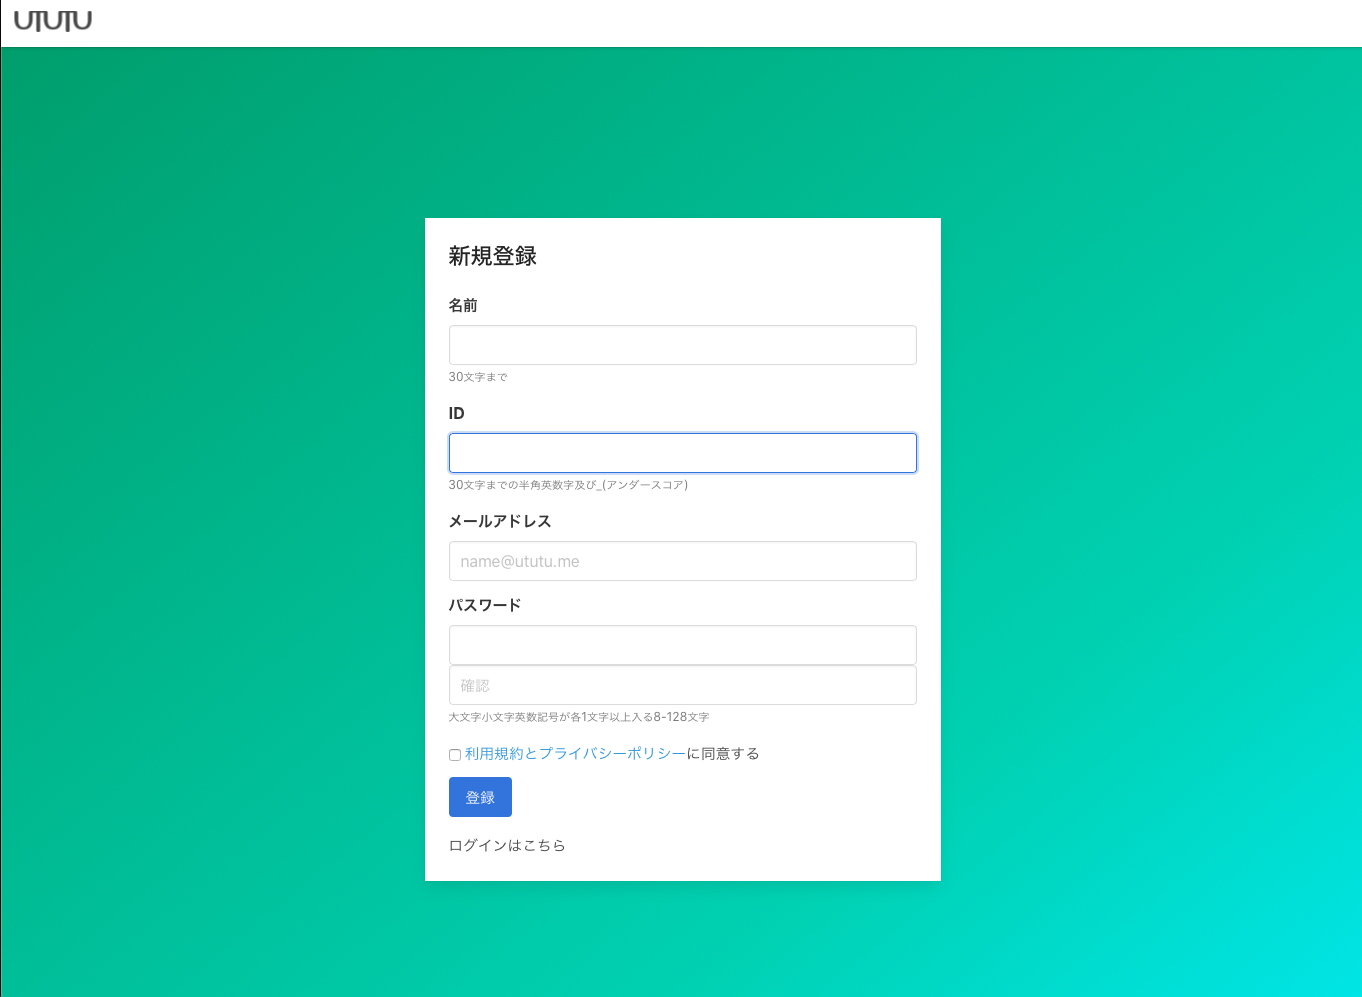 UTUTU
新規登録
名前
30文字まで
ID
30文字までの半角英数字及び_(アンダースコア)
メールアドレス
name@ututu.me
パスワード
確認
大文字小文字英数記号が各1文字以上入る8-128文字
利用規約とプライバシーポリシーに同意する
登録
ログインはこちら